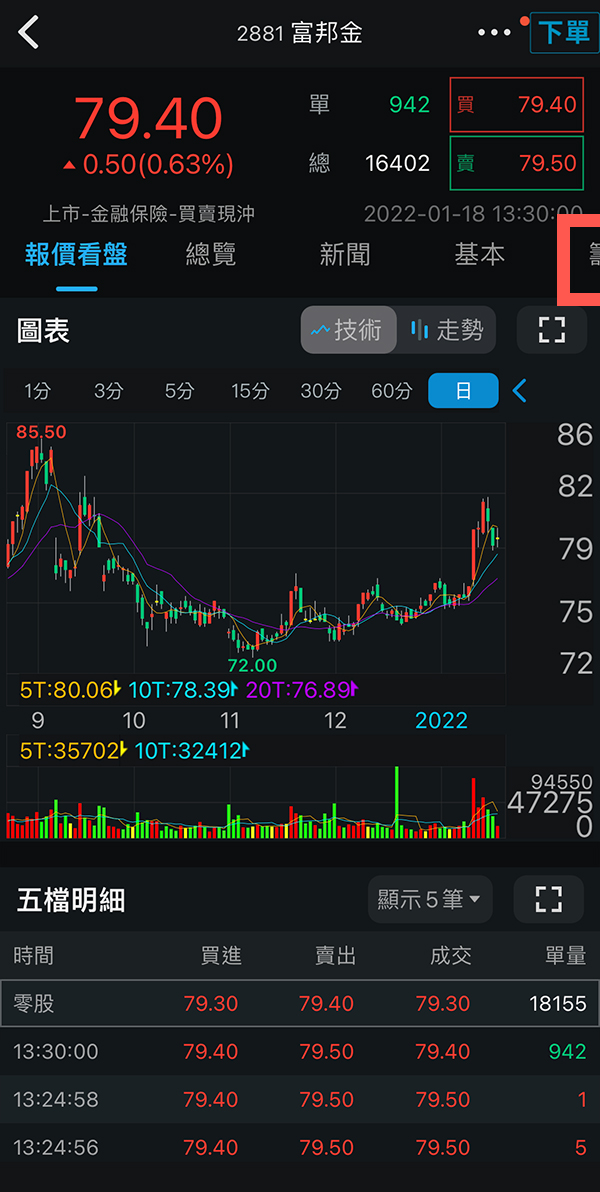 2881 富邦金 ••• 下單
79.40
▲0.50(0.63%)
單 942 買 79.40
總 16402 賣 79.50
上市-金融保險-買賣現沖 2022-01-18 13:30:00
報價看盤 總覽 新聞 基本
圖表 技術 走勢
1分 3分 5分 15分 30分 60分 日
85.50
86
82
79
75
72
72.00
5T:80.06 10T:78.39 20T:76.89
9 10 11 12 2022
5T:35702 10T:32412
94550
47275
0
五檔明細 顯示5筆▼
時間 買進 賣出 成交 單量
零股 79.30 79.40 79.30 18155
13:30:00 79.40 79.50 79.40 942
13:24:58 79.40 79.50 79.50 1
13:24:56 79.40 79.50 79.50 5